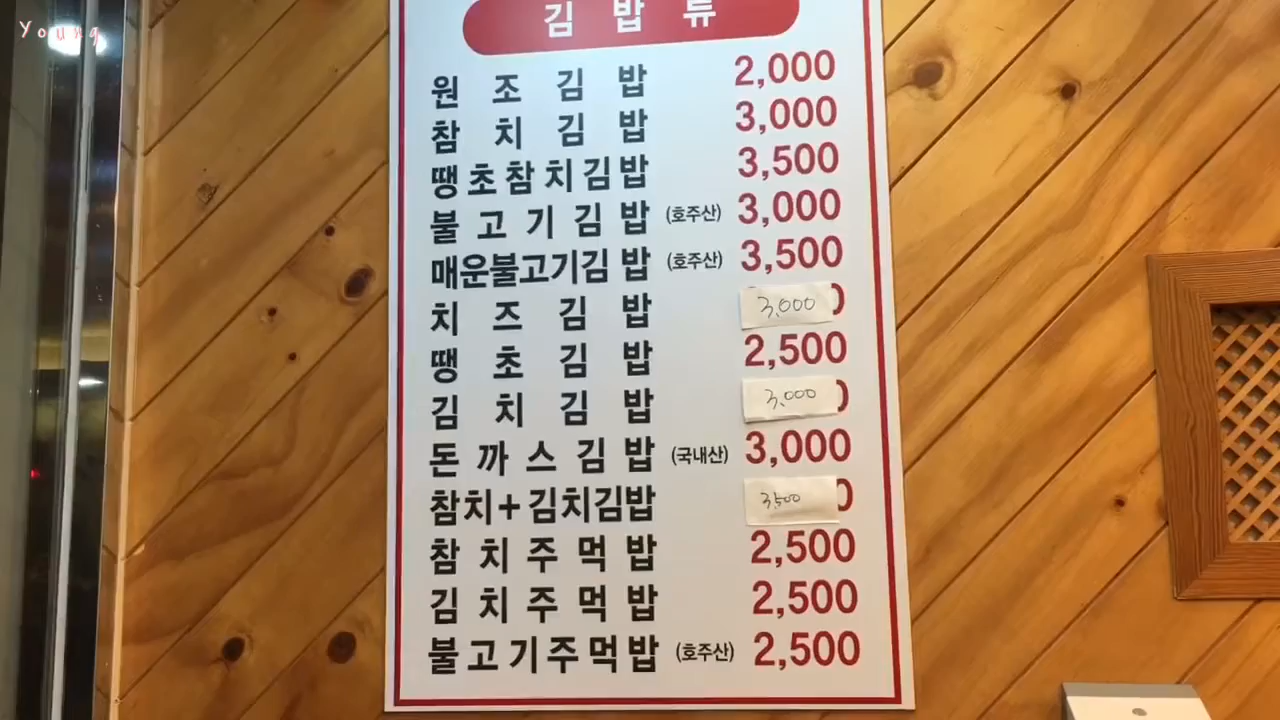 Young
김밥류
원조김밥 2,000
참치김밥 3,000
땡초참치김밥 3,500
불고기김밥 (호주산) 3,000
매운불고기김밥 (호주산) 3,500
치즈김밥 3,000
땡초김밥 2,500
김치김밥 3,000
돈까스김밥 (국내산) 3,000
참치+김치김밥 3,500
참치주먹밥 2,500
김치주먹밥 2,500
불고기주먹밥 (호주산) 2,500